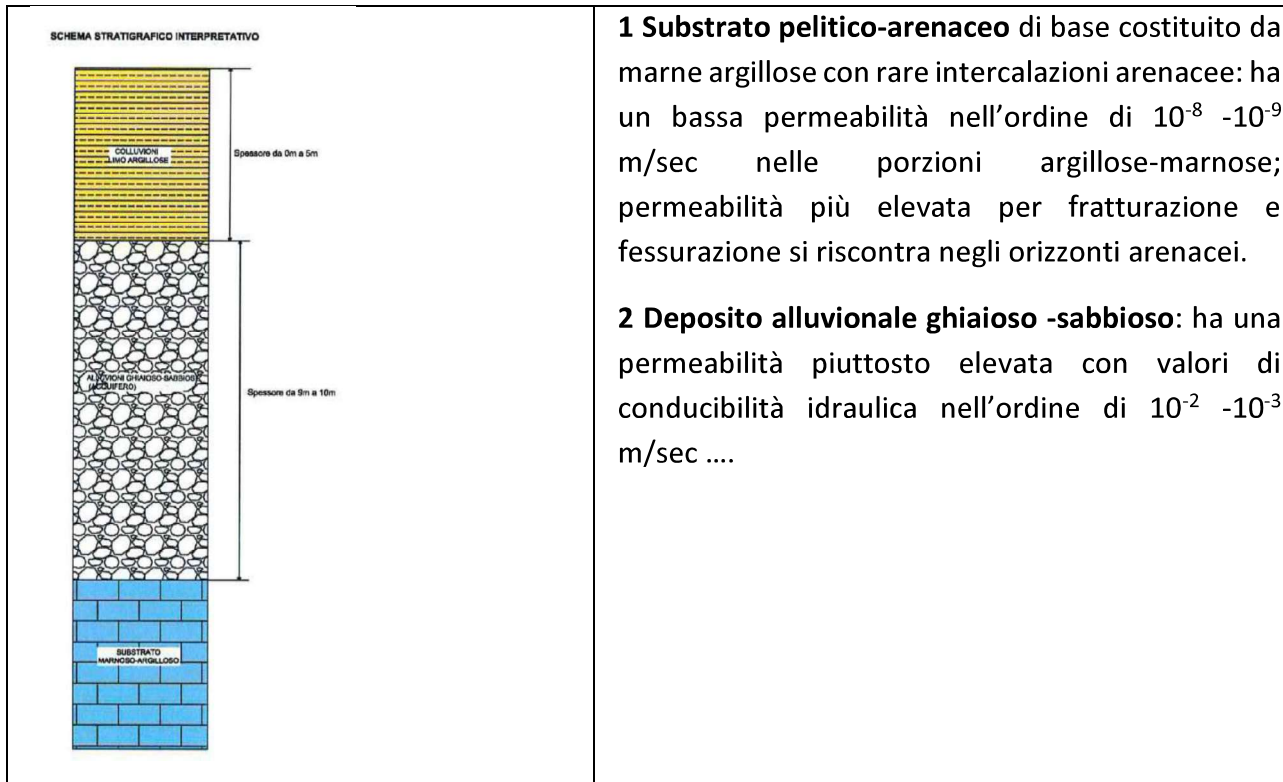 SCHEMA STRATIGRAFICO INTERPRETATIVO
COLLUVIONI
LIMO ARGILLOSE
Spessore da 0m a 5m
ALLUVIONI GHIAIOSO-SABBIOSE
(ACQUIFERO)
Spessore da 9m a 10m
SUBSTRATO
MARNOSO-ARGILLOSO
1 Substrato pelitico-arenaceo di base costituito da
marne argillose con rare intercalazioni arenacee: ha
un bassa permeabilità nell'ordine di 10⁻⁸ -10⁻⁹
m/sec nelle porzioni argillose-marnose;
permeabilità più elevata per fratturazione e
fessurazione si riscontra negli orizzonti arenacei.
2 Deposito alluvionale ghiaioso -sabbioso: ha una
permeabilità piuttosto elevata con valori di
conducibilità idraulica nell'ordine di 10⁻² -10⁻³
m/sec ....